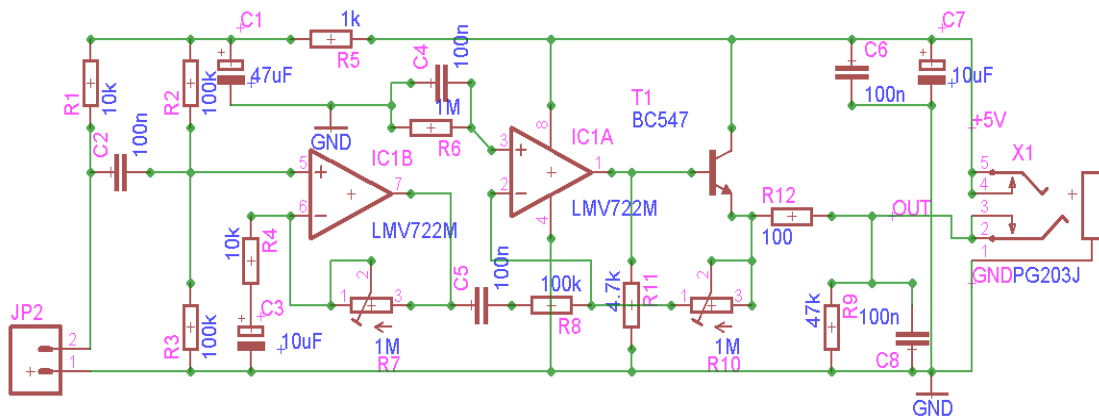 C1
47uF
1k
R5
C4
100n
1M
R6
R1
10k
R2
100k
C2
100n
GND
IC1B
5
6
7
LMV722M
IC1A
3
2
8
4
1
LMV722M
T1
BC547
C6
100n
C7
10uF
+5V
X1
5
4
3
2
1
OUT
GND
PG203J
R12
100
R4
10k
C3
10uF
R3
100k
1
2
3
1M
R7
C5
100n
100k
R8
R11
4.7k
1
2
3
1M
R10
47k
R9
100n
C8
GND
JP2
2
1